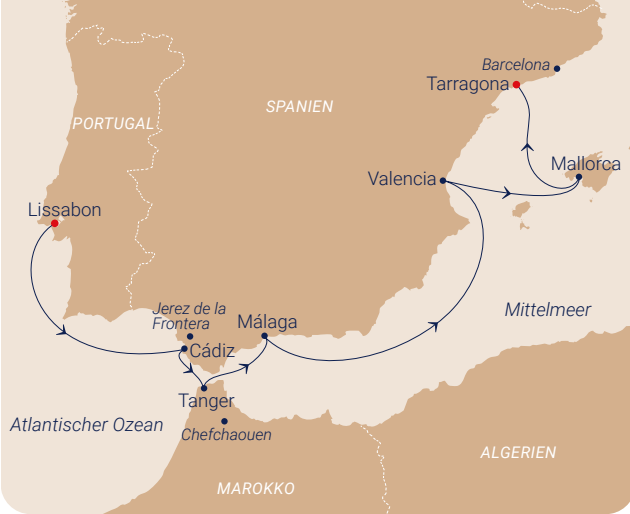 Barcelona
Tarragona
SPANIEN
PORTUGAL
Mallorca
Valencia
Lissabon
Jerez de la
Frontera
Málaga
Mittelmeer
Cádiz
Tanger
Atlantischer Ozean
Chefchaouen
ALGERIEN
MAROKKO